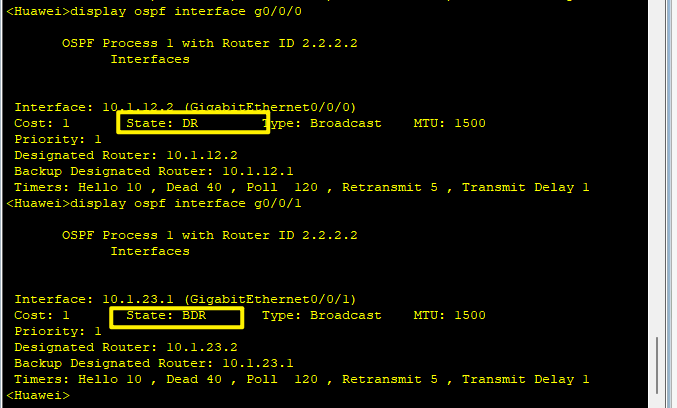 <Huawei>display ospf interface g0/0/0
OSPF Process 1 with Router ID 2.2.2.2
Interfaces
Interface: 10.1.12.2 (GigabitEthernet0/0/0)
Cost: 1 State: DR Type: Broadcast MTU: 1500
Priority: 1
Designated Router: 10.1.12.2
Backup Designated Router: 10.1.12.1
Timers: Hello 10 , Dead 40 , Poll 120 , Retransmit 5 , Transmit Delay 1
<Huawei>display ospf interface g0/0/1
OSPF Process 1 with Router ID 2.2.2.2
Interfaces
Interface: 10.1.23.1 (GigabitEthernet0/0/1)
Cost: 1 State: BDR Type: Broadcast MTU: 1500
Priority: 1
Designated Router: 10.1.23.2
Backup Designated Router: 10.1.23.1
Timers: Hello 10 , Dead 40 , Poll 120 , Retransmit 5 , Transmit Delay 1
<Huawei>